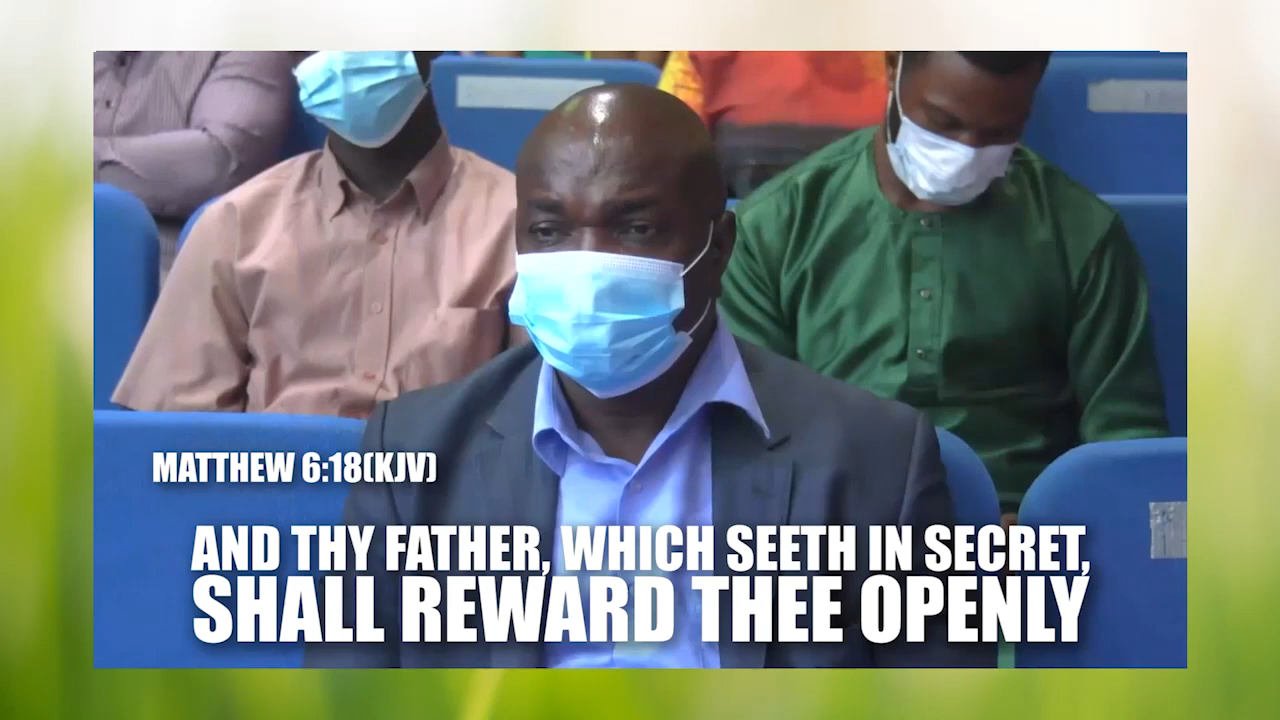 MATTHEW 6:18(KJV)
AND THY FATHER, WHICH SEETH IN SECRET,
SHALL REWARD THEE OPENLY